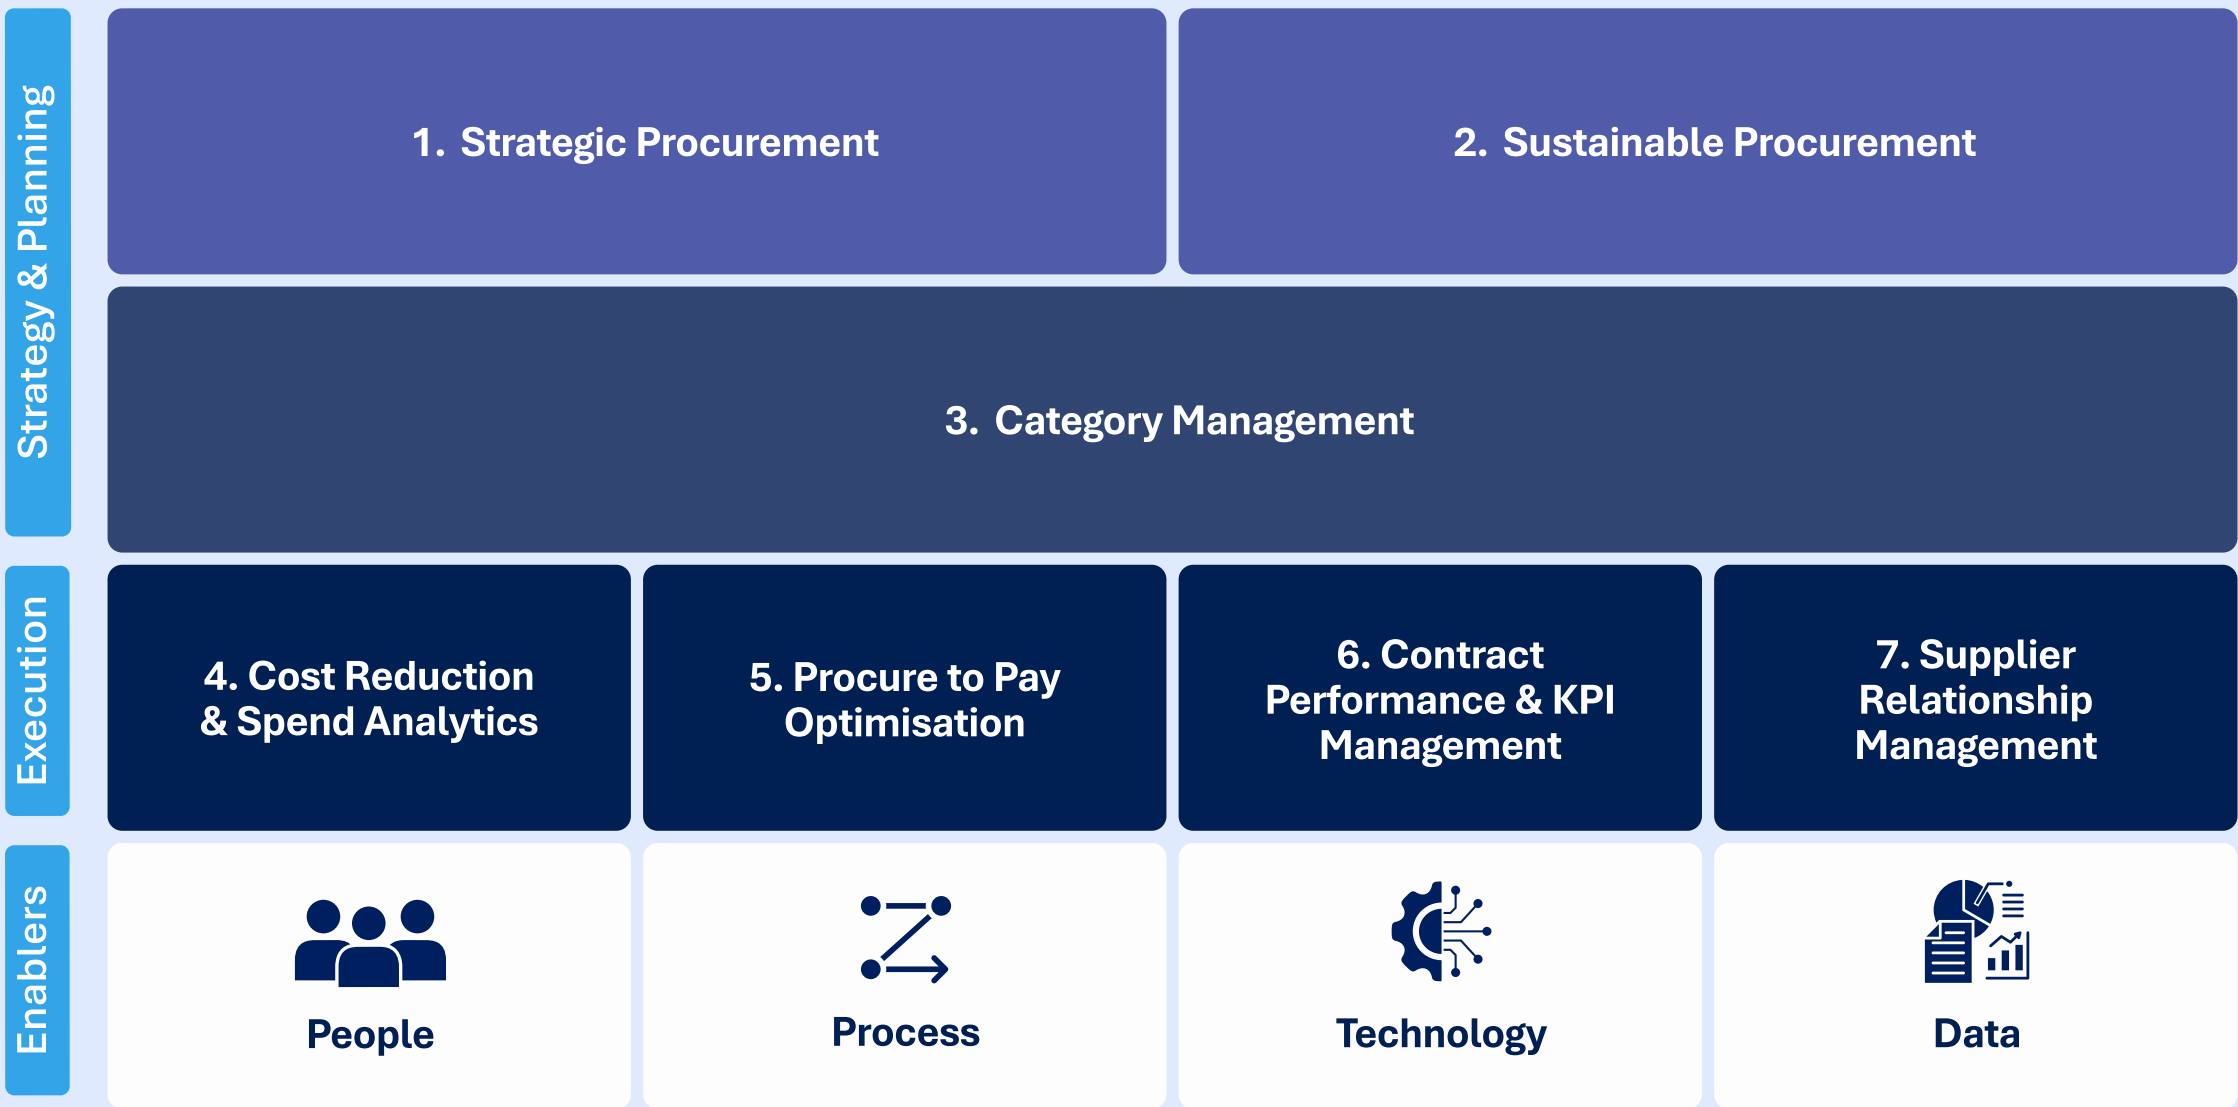 Strategy & Planning
1. Strategic Procurement
2. Sustainable Procurement
3. Category Management
Execution
4. Cost Reduction
& Spend Analytics
5. Procure to Pay
Optimisation
6. Contract
Performance & KPI
Management
7. Supplier
Relationship
Management
Enablers
People
Process
Technology
Data